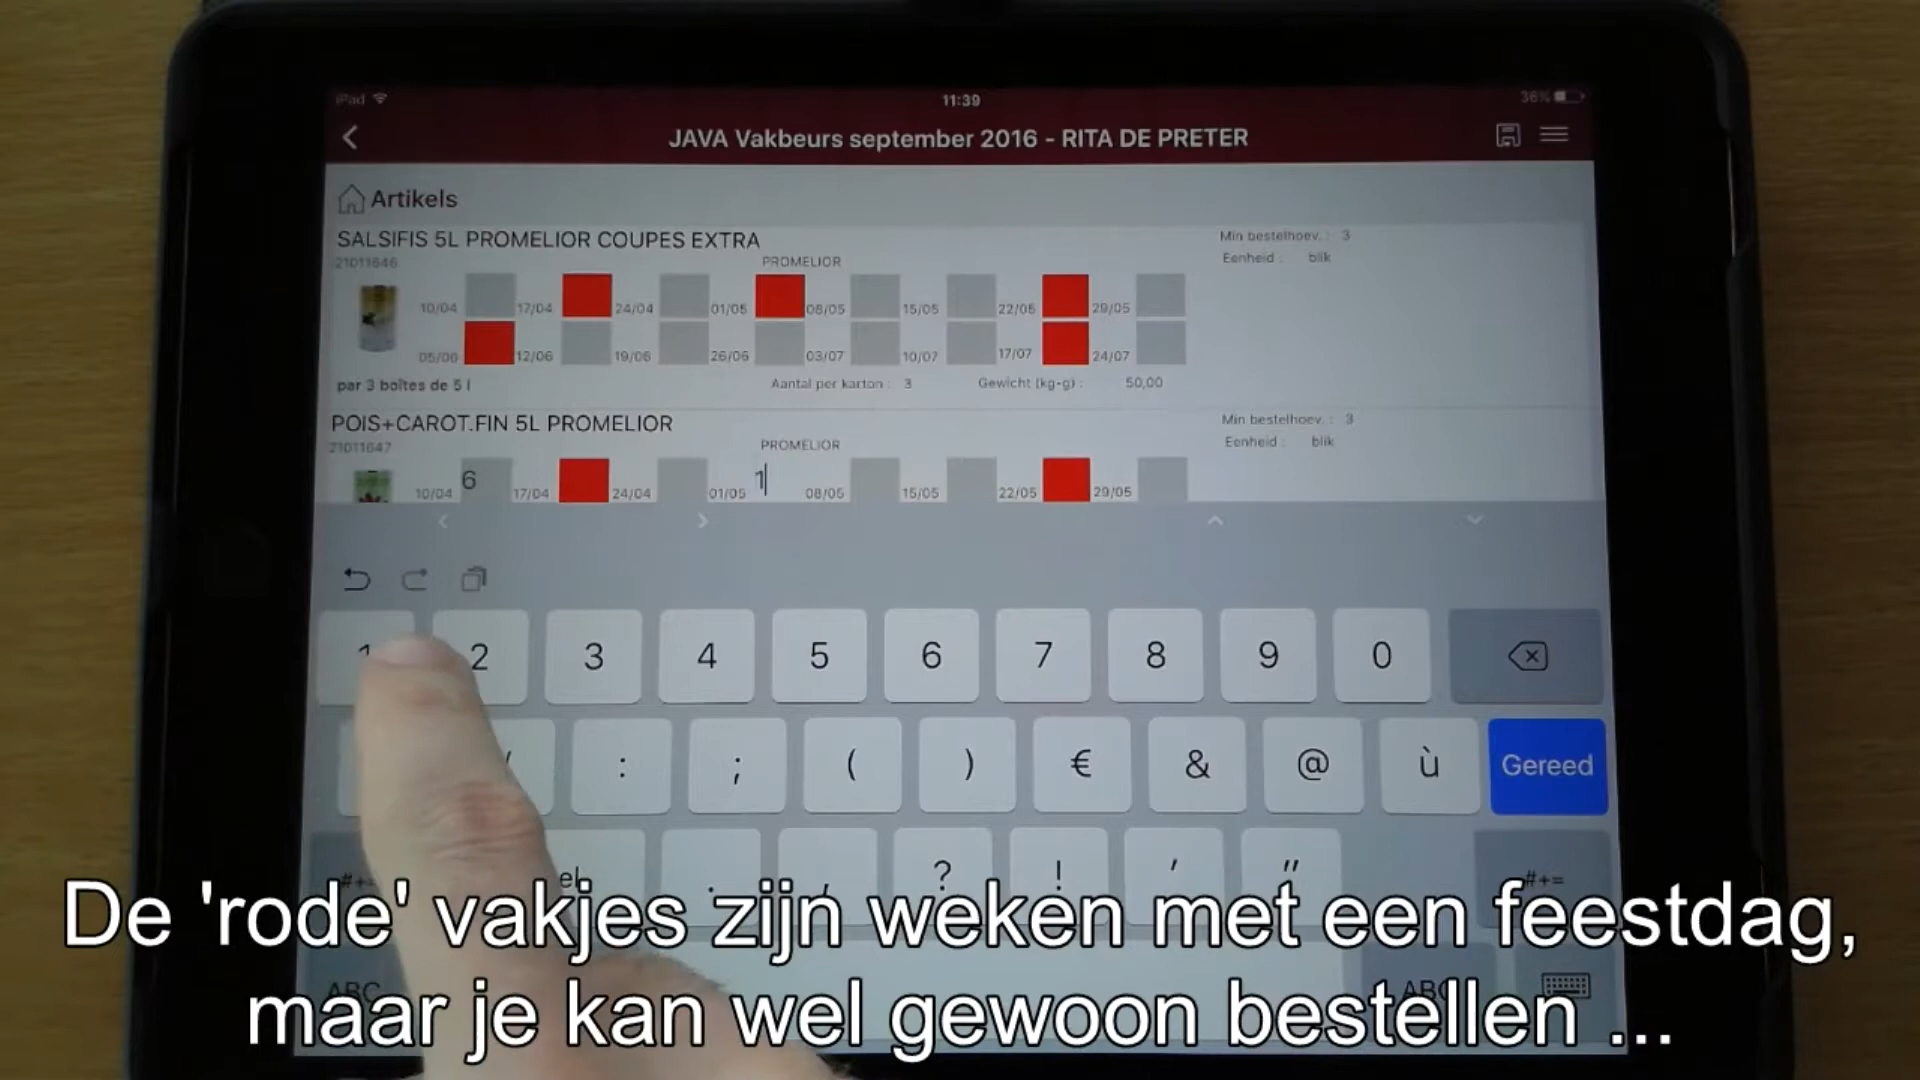 iPad
11:39
36%
JAVA Vakbeurs september 2016 - RITA DE PRETER
Artikels
SALSIFIS 5L PROMELIOR COUPES EXTRA
Min bestelhoev. : 3
21011646
PROMELIOR
Eenheid : blik
10/04 17/04 24/04 01/05 08/05 15/05 22/05 29/05
05/06 12/06 19/06 26/06 03/07 10/07 17/07 24/07
par 3 boîtes de 5 l
Aantal per karton : 3
Gewicht (kg-g) : 50,00
POIS+CAROT.FIN 5L PROMELIOR
Min bestelhoev. : 3
21011647
PROMELIOR
Eenheid : blik
10/04 6 17/04 24/04 01/05 1 08/05 15/05 22/05 29/05
1 2 3 4 5 6 7 8 9 0
: ; ( ) € & @ ù Gereed
#+= . , ? ! ' " #+=
ABC ABC
De 'rode' vakjes zijn weken met een feestdag,
maar je kan wel gewoon bestellen ...